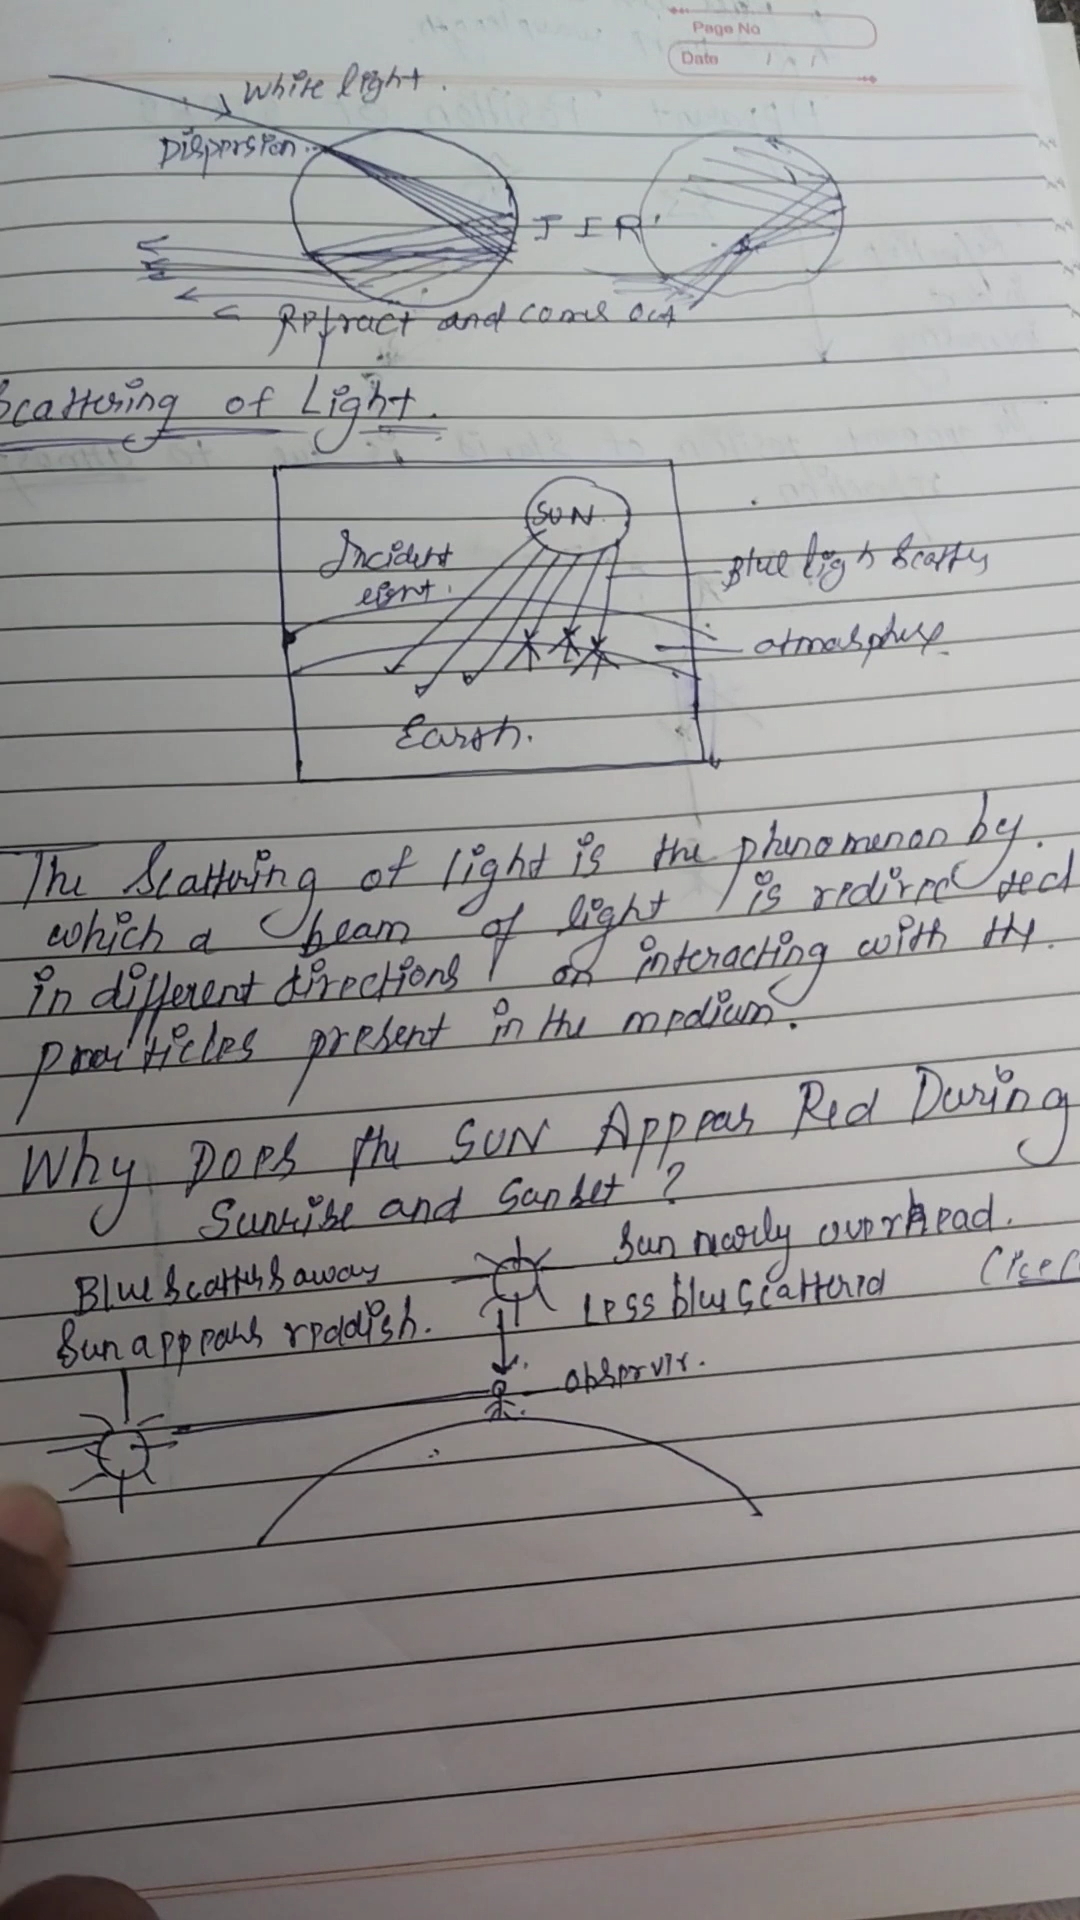 Page No
Date
White light.
Dispersion
T I R
Refract and comes out
Scattering of Light.
SUN
Incident
light.
Blue light Scatters
atmosphere
Earth.
The Scattering of light is the phenomenon by.
which a beam of light is redirected
in different directions on interacting with the.
particles present in the medium.
Why Does the SUN Appear Red During
Sunrise and Sunset ?
Blue scatters away
Sun appears reddish.
Sun nearly overhead.
Less blue scattered
observer.